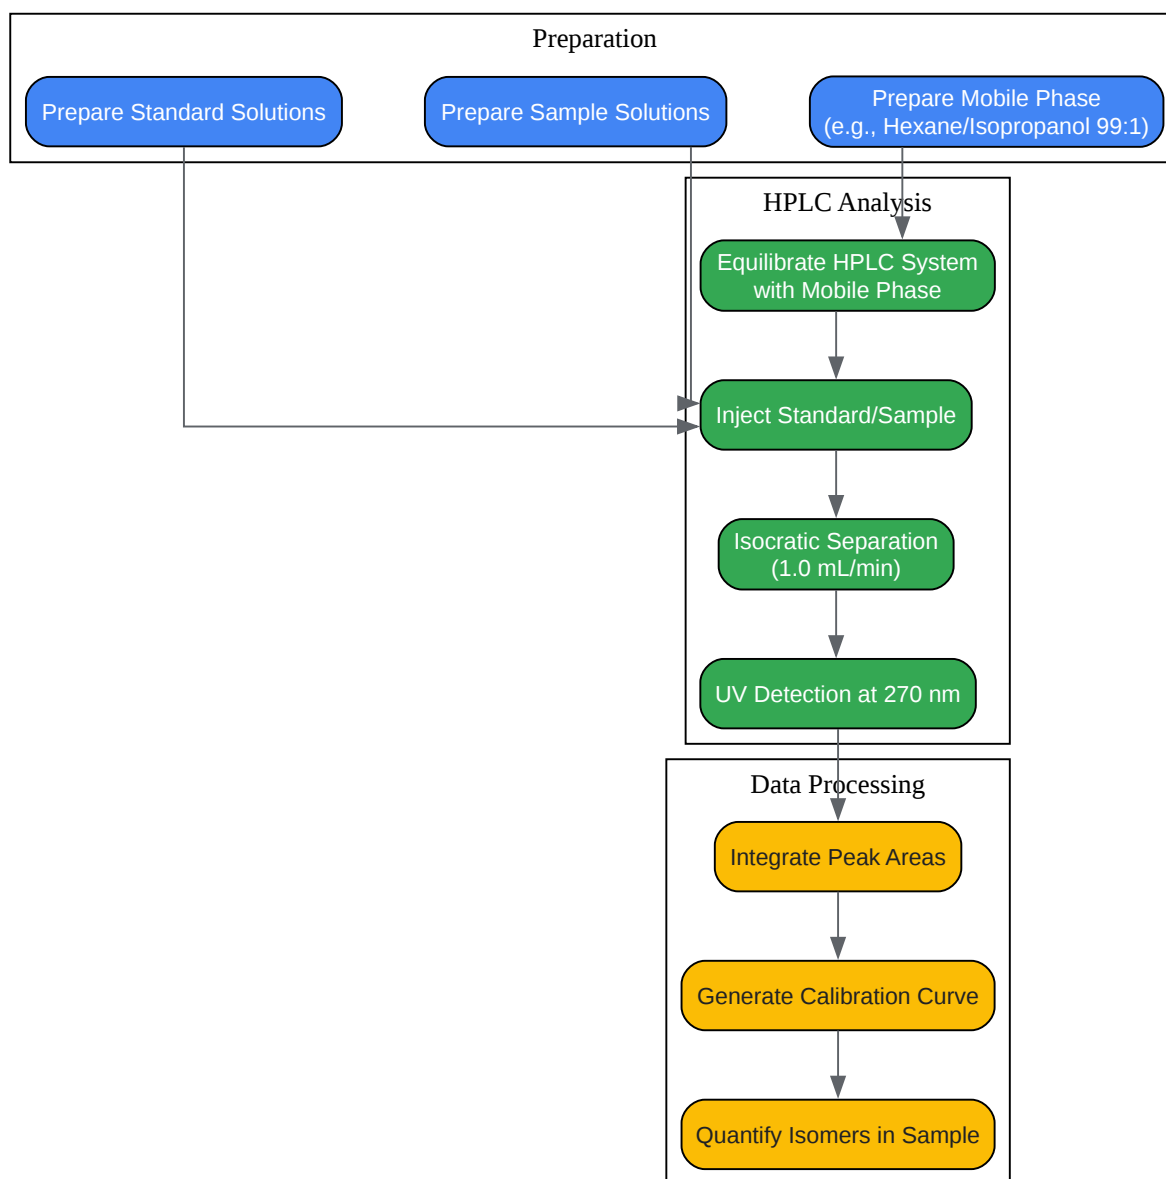 Preparation
Prepare Standard Solutions
Prepare Sample Solutions
Prepare Mobile Phase
(e.g., Hexane/Isopropanol 99:1)
HPLC Analysis
Equilibrate HPLC System
with Mobile Phase
Inject Standard/Sample
Isocratic Separation
(1.0 mL/min)
UV Detection at 270 nm
Data Processing
Integrate Peak Areas
Generate Calibration Curve
Quantify Isomers in Sample